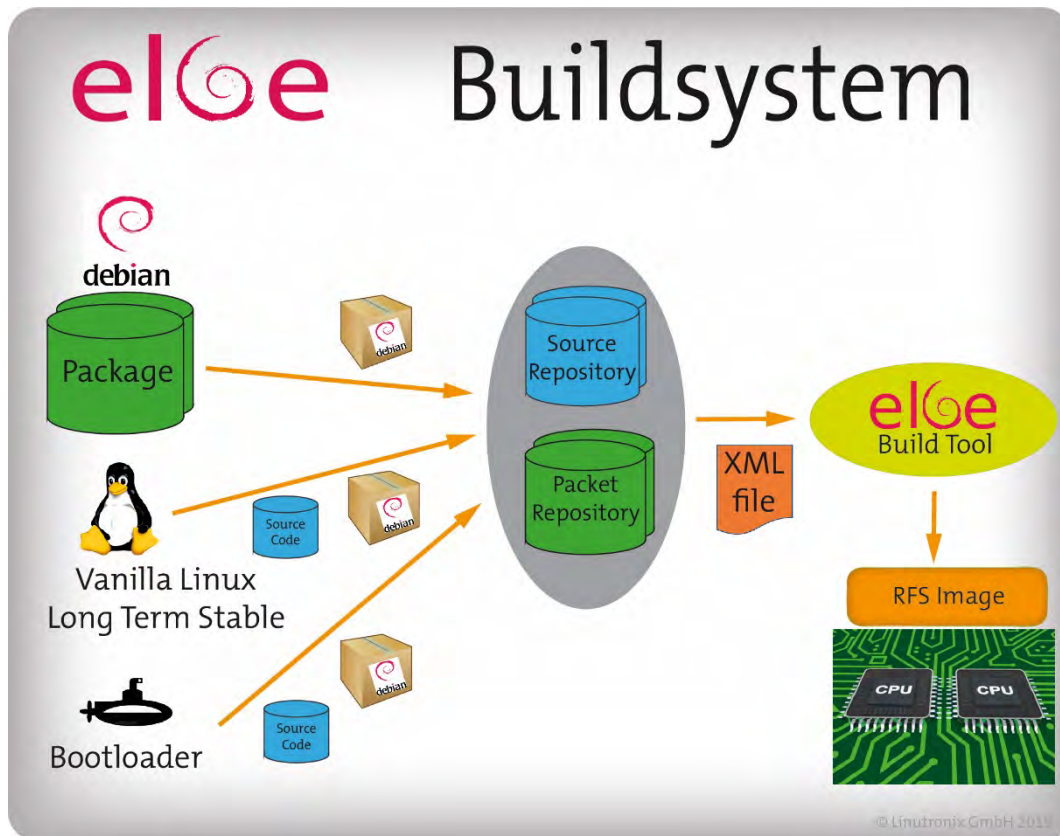 elbe Buildsystem
debian
Package
debian
Source
Repository
Packet
Repository
elbe
Build Tool
XML
file
Source
Code
debian
Vanilla Linux
Long Term Stable
RFS Image
CPU
CPU
debian
Source
Code
Bootloader
© Linutronix GmbH